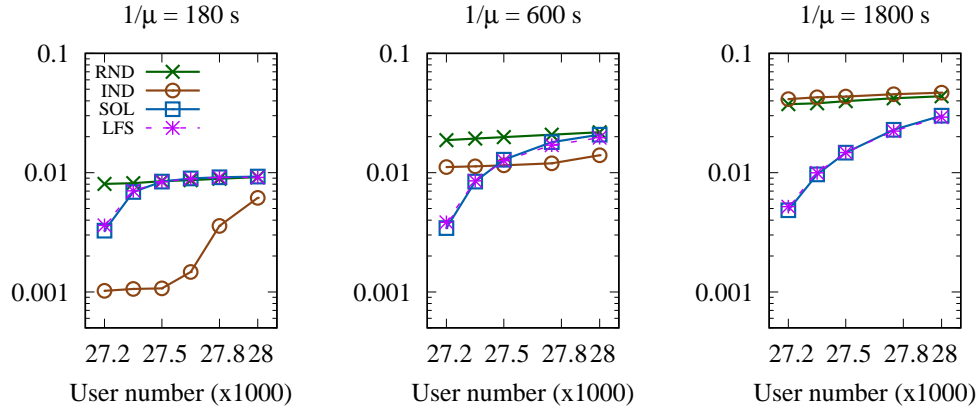 1/μ = 180 s
0.1
RND
IND
SOL
LFS
0.01
0.001
27.2 27.5 27.8 28
User number (x1000)
1/μ = 600 s
0.1
0.01
0.001
27.2 27.5 27.8 28
User number (x1000)
1/μ = 1800 s
0.1
0.01
0.001
27.2 27.5 27.8 28
User number (x1000)